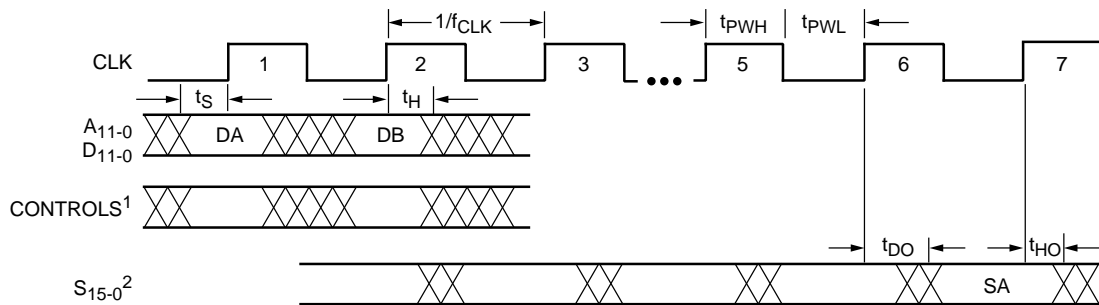 1/fCLK tPWH tPWL
CLK 1 2 3 ••• 5 6 7
tS tH
A11-0 DA DB
D11-0
CONTROLS1
tDO tHO
S15-02 SA